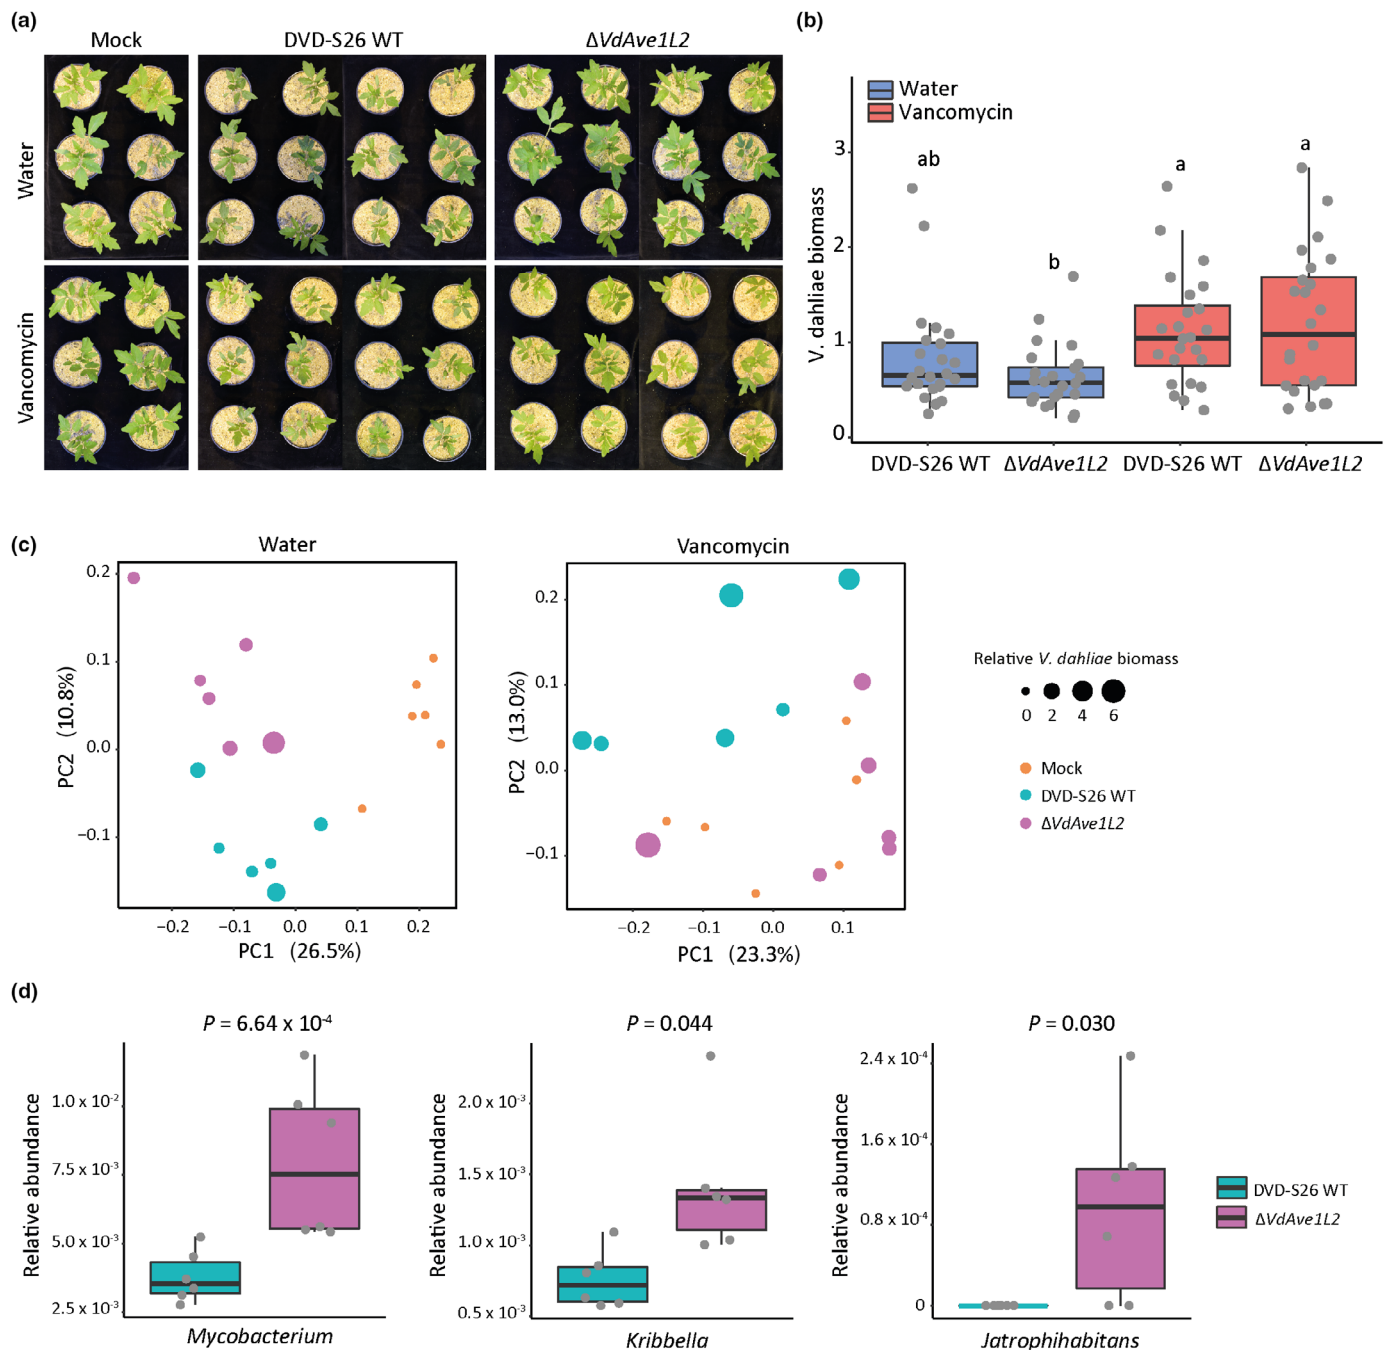 (a)
Mock
DVD-S26 WT
ΔVdAve1L2
Water
Vancomycin
(b)
Water
Vancomycin
V. dahliae biomass
3
2
1
0
ab
b
a
a
DVD-S26 WT
ΔVdAve1L2
DVD-S26 WT
ΔVdAve1L2
(c)
Water
PC2 (10.8%)
0.2
0.1
0.0
−0.1
−0.2
−0.1
0.0
0.1
0.2
PC1 (26.5%)
Vancomycin
PC2 (13.0%)
0.2
0.1
0.0
−0.1
−0.2
−0.1
0.0
0.1
PC1 (23.3%)
Relative V. dahliae biomass
0 2 4 6
Mock
DVD-S26 WT
ΔVdAve1L2
(d)
P = 6.64 x 10⁻⁴
Relative abundance
1.0 x 10⁻²
7.5 x 10⁻³
5.0 x 10⁻³
2.5 x 10⁻³
Mycobacterium
P = 0.044
Relative abundance
2.0 x 10⁻³
1.5 x 10⁻³
1.0 x 10⁻³
0.5 x 10⁻³
Kribbella
P = 0.030
Relative abundance
2.4 x 10⁻⁴
1.6 x 10⁻⁴
0.8 x 10⁻⁴
0
Jatrophihabitans
DVD-S26 WT
ΔVdAve1L2